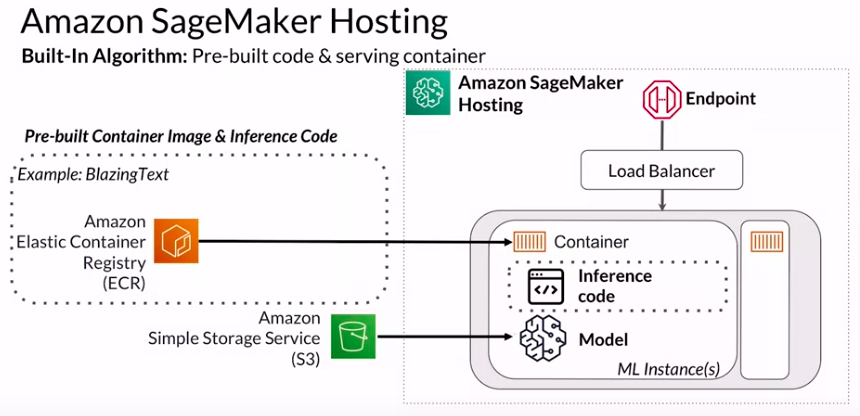 Amazon SageMaker Hosting
Built-In Algorithm: Pre-built code & serving container
Amazon SageMaker
Hosting
Endpoint
Pre-built Container Image & Inference Code
Example: BlazingText
Load Balancer
Amazon
Elastic Container
Registry
(ECR)
Container
Inference
code
Amazon
Simple Storage Service
(S3)
Model
ML Instance(s)